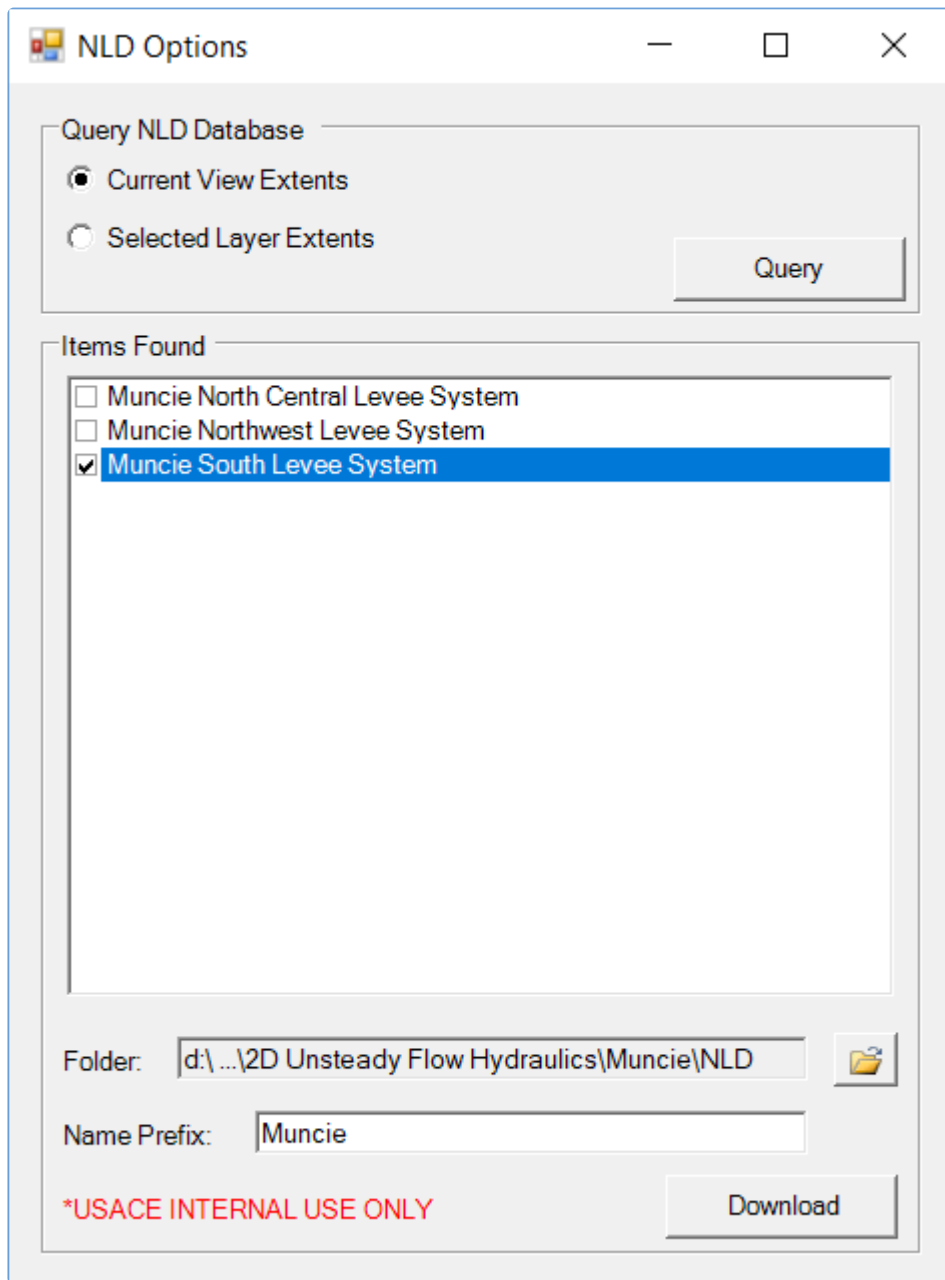 NLD Options
Query NLD Database
Current View Extents
Selected Layer Extents
Query
Items Found
Muncie North Central Levee System
Muncie Northwest Levee System
Muncie South Levee System
Folder: d:\ ...\2D Unsteady Flow Hydraulics\Muncie\NLD
Name Prefix: Muncie
*USACE INTERNAL USE ONLY
Download